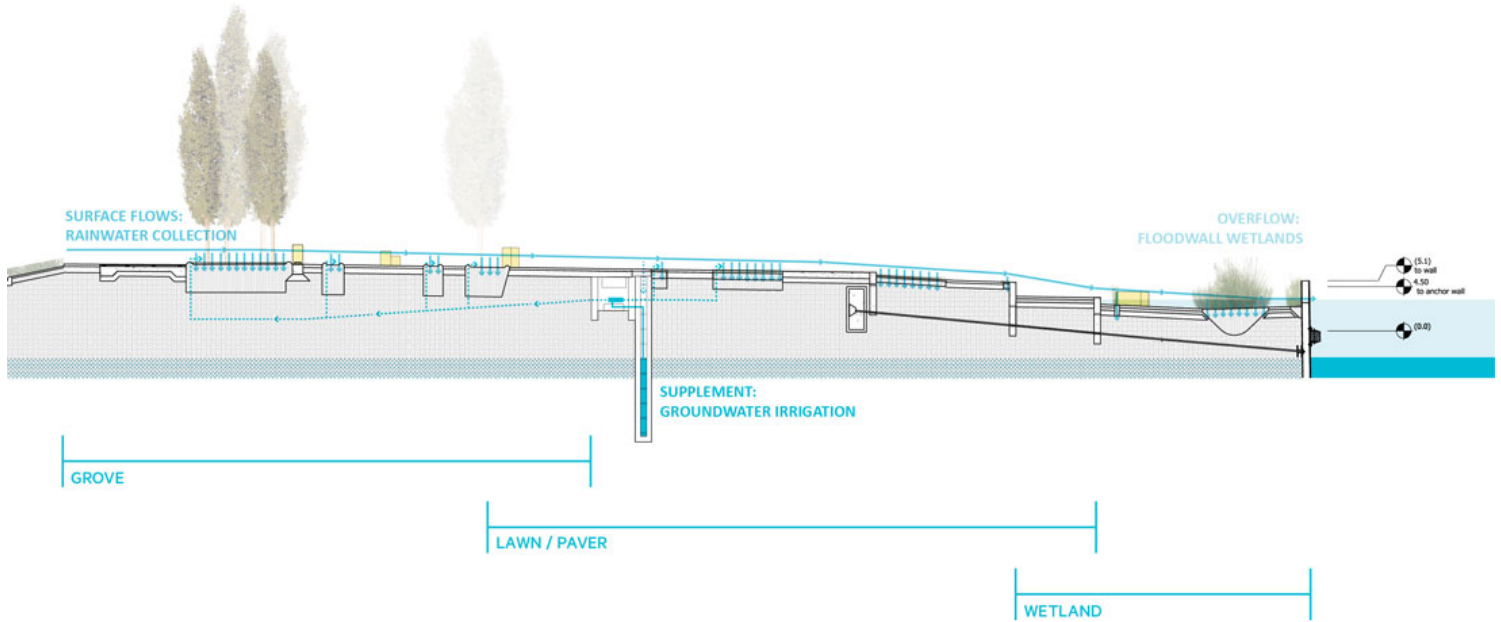 SURFACE FLOWS:
RAINWATER COLLECTION
OVERFLOW:
FLOODWALL WETLANDS
(5.1)
to wall
4.50
to anchor wall
(0.0)
SUPPLEMENT:
GROUNDWATER IRRIGATION
GROVE
LAWN / PAVER
WETLAND